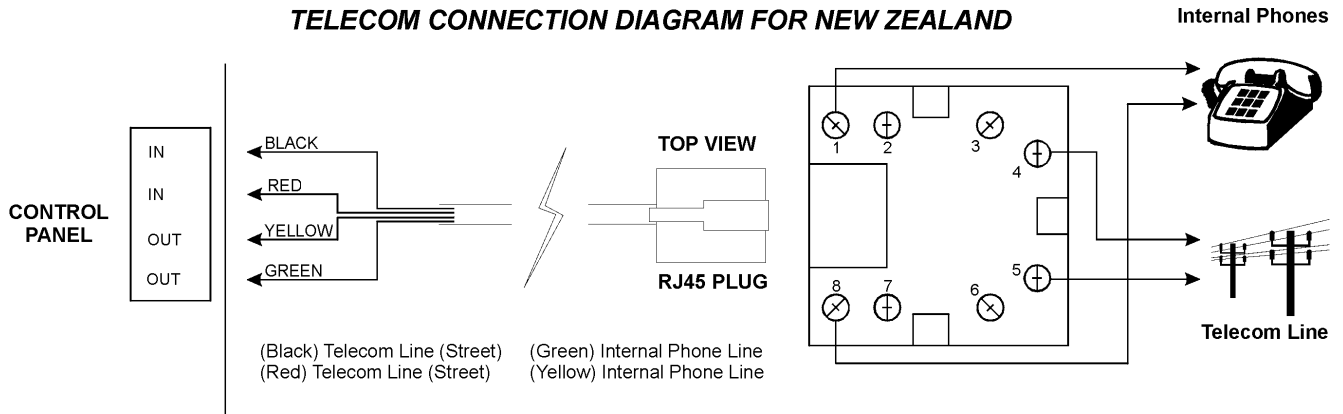 TELECOM CONNECTION DIAGRAM FOR NEW ZEALAND
Internal Phones
CONTROL
PANEL
IN
IN
OUT
OUT
BLACK
RED
YELLOW
GREEN
TOP VIEW
RJ45 PLUG
1
2
3
4
5
6
7
8
Telecom Line
(Black) Telecom Line (Street)
(Red) Telecom Line (Street)
(Green) Internal Phone Line
(Yellow) Internal Phone Line